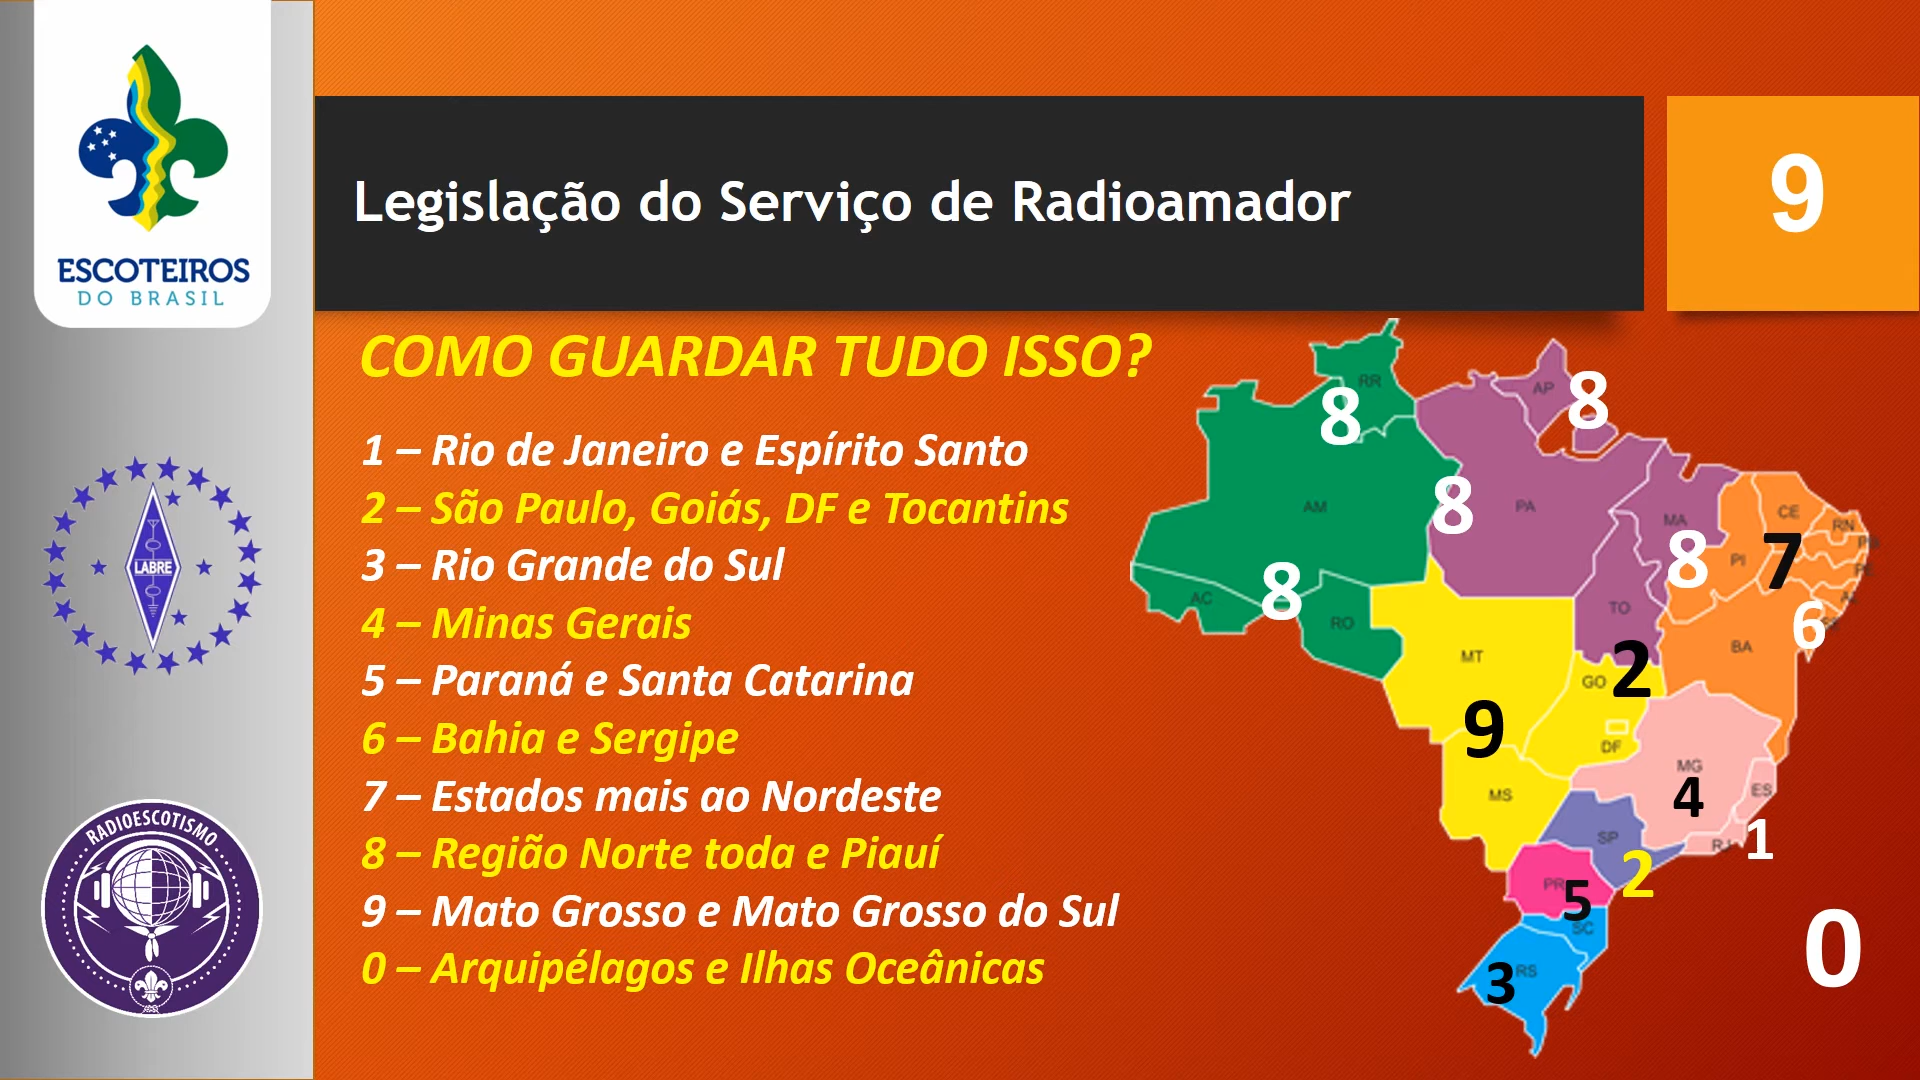 ESCOTEIROS
DO BRASIL
LABRE
RADIOESCOTISMO
Legislação do Serviço de Radioamador
9
COMO GUARDAR TUDO ISSO?
1 – Rio de Janeiro e Espírito Santo
2 – São Paulo, Goiás, DF e Tocantins
3 – Rio Grande do Sul
4 – Minas Gerais
5 – Paraná e Santa Catarina
6 – Bahia e Sergipe
7 – Estados mais ao Nordeste
8 – Região Norte toda e Piauí
9 – Mato Grosso e Mato Grosso do Sul
0 – Arquipélagos e Ilhas Oceânicas
RR
8
AP
8
AM
8
PA
MA
8
CE
RN
PI
7
AC
8
RO
TO
6
MT
BA
GO
2
9
DF
MG
4
ES
MS
SP
RJ
1
2
PR
5
SC
3
RS
0